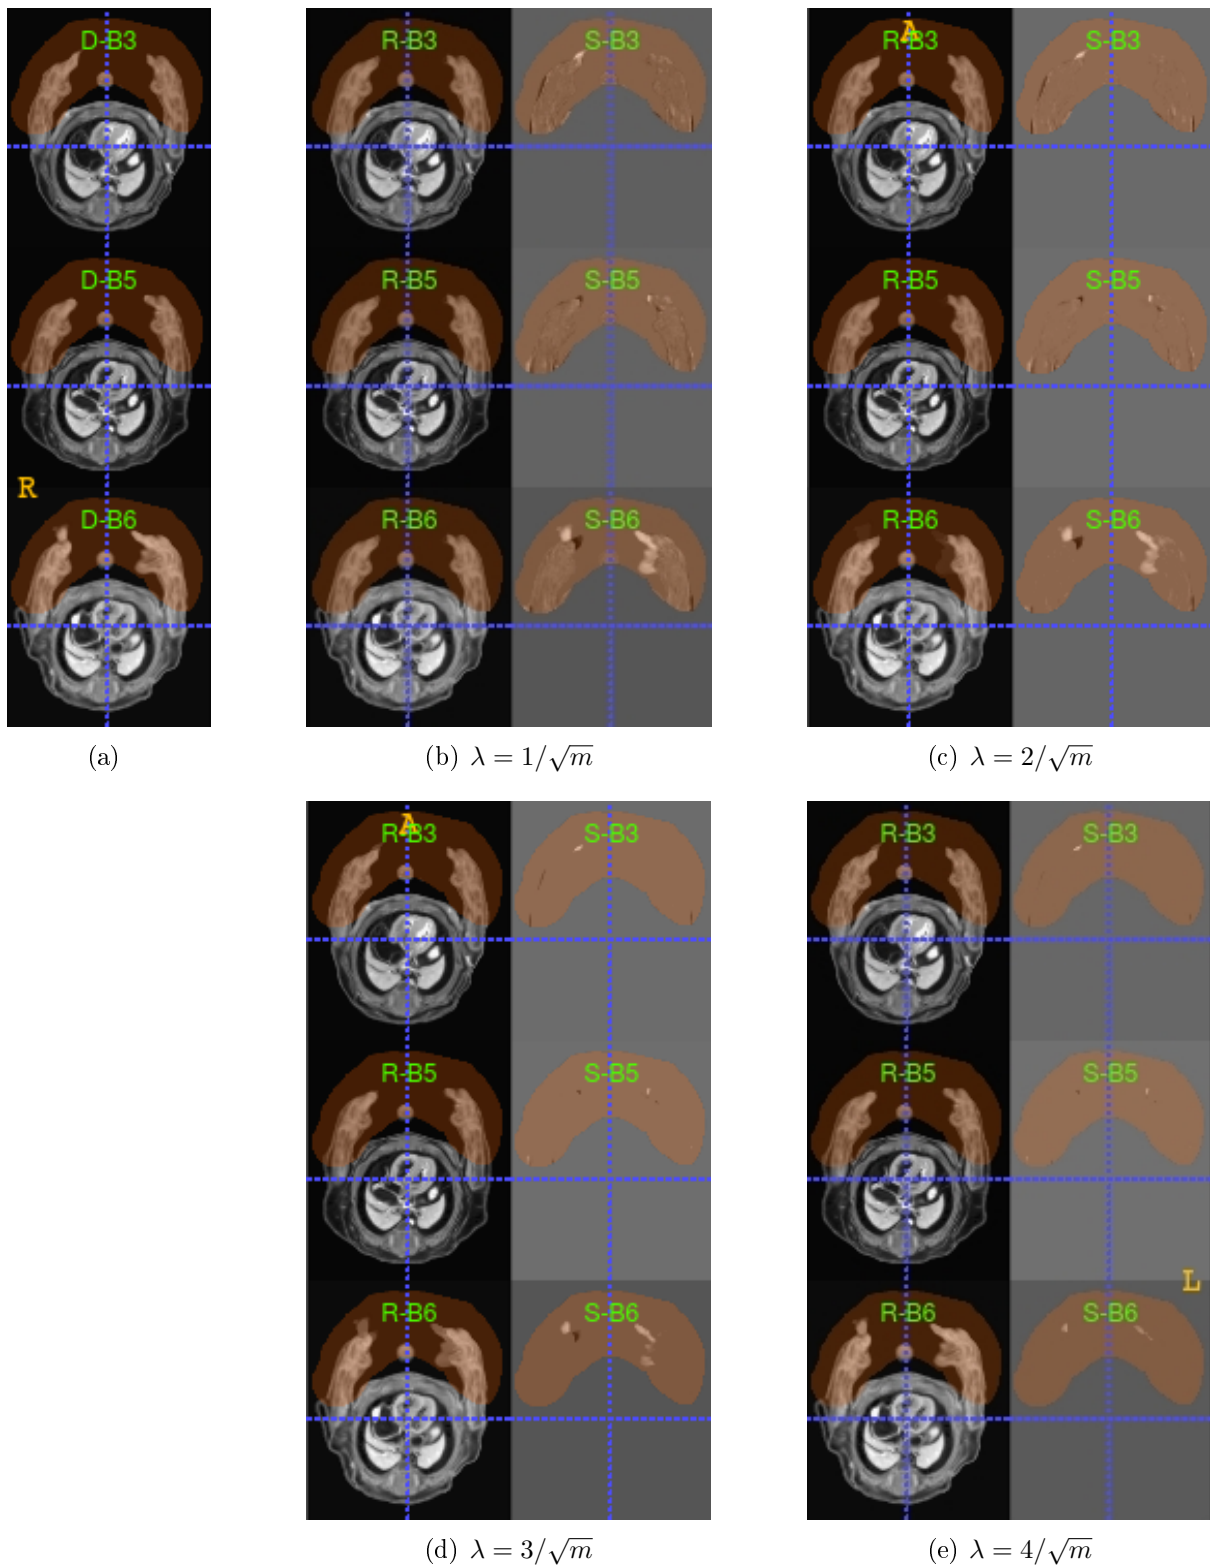 D-B3
R-B3 S-B3
A
R-B3 S-B3
D-B5
R-B5 S-B5
R-B5 S-B5
R
D-B6
R-B6 S-B6
R-B6 S-B6
(a)
(b) λ = 1/√m
(c) λ = 2/√m
A
R-B3 S-B3
R-B3 S-B3
R-B5 S-B5
R-B5 S-B5
L
R-B6 S-B6
R-B6 S-B6
(d) λ = 3/√m
(e) λ = 4/√m